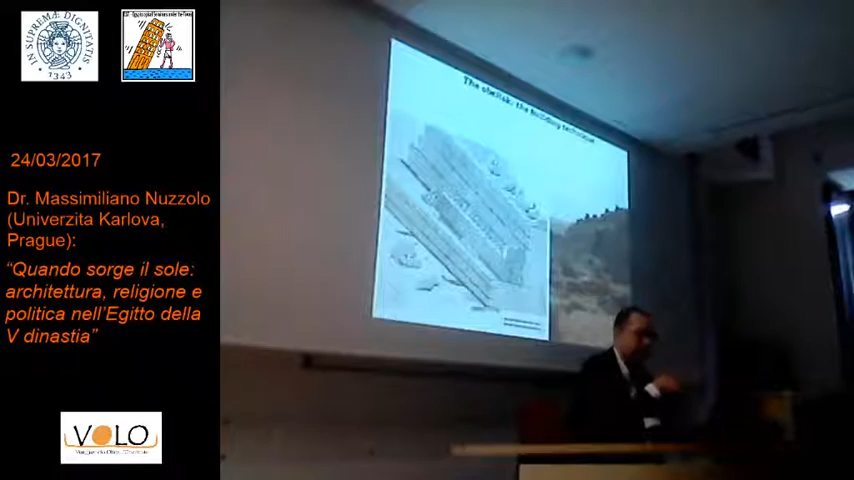 IN SUPREMÆ DIGNITATIS
·1343·
24/03/2017
Dr. Massimiliano Nuzzolo
(Univerzita Karlova,
Prague):
“Quando sorge il sole:
architettura, religione e
politica nell’Egitto della
V dinastia”
VOLO
The obelisk: the building technique